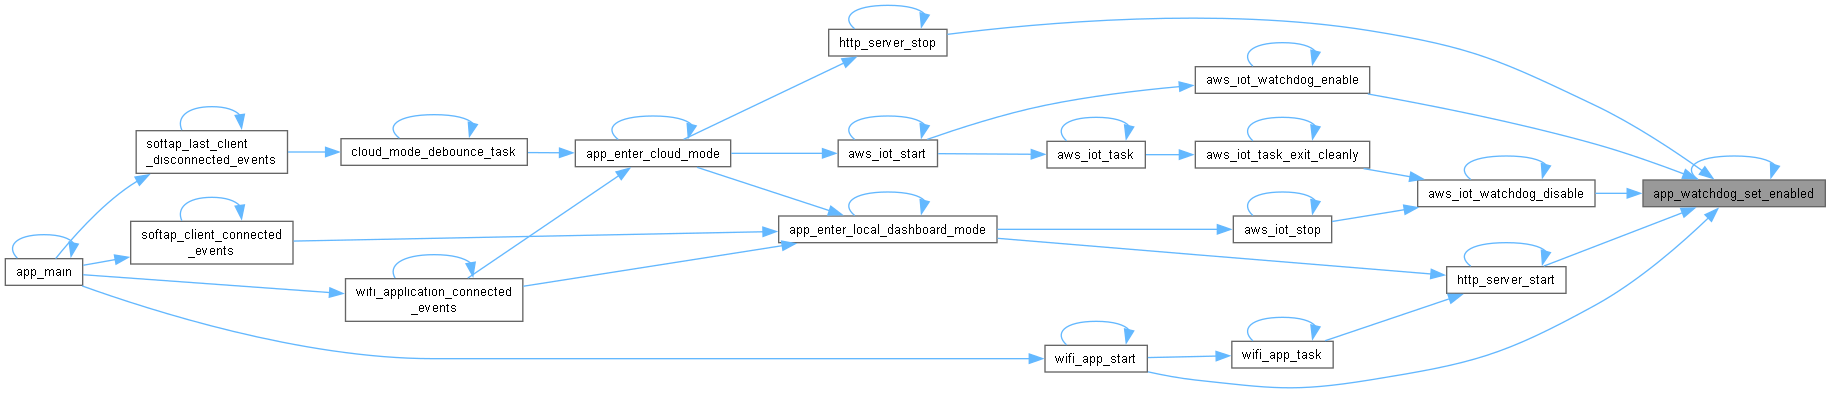 http_server_stop
aws_iot_watchdog_enable
softap_last_client
_disconnected_events
cloud_mode_debounce_task
app_enter_cloud_mode
aws_iot_start
aws_iot_task
aws_iot_task_exit_cleanly
aws_iot_watchdog_disable
app_watchdog_set_enabled
softap_client_connected
_events
app_enter_local_dashboard_mode
aws_iot_stop
app_main
wifi_application_connected
_events
http_server_start
wifi_app_start
wifi_app_task